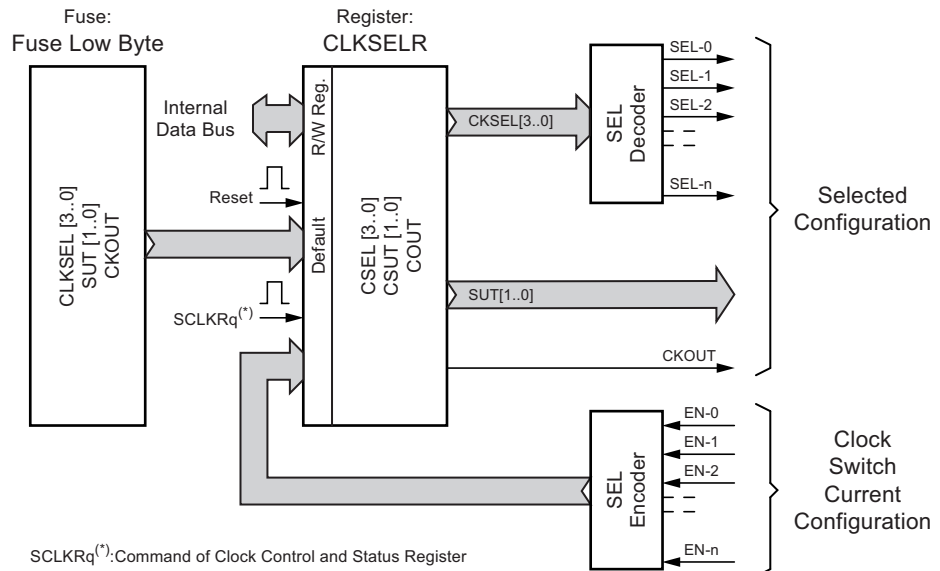 Fuse:
Fuse Low Byte
Register:
CLKSELR
CLKSEL [3..0]
SUT [1..0]
CKOUT
Internal
Data Bus
Reset
SCLKRq(*)
R/W Reg.
Default
CSEL [3..0]
CSUT [1..0]
COUT
CKSEL[3..0]
SUT[1..0]
CKOUT
SEL
Decoder
SEL-0
SEL-1
SEL-2
SEL-n
Selected
Configuration
SEL
Encoder
EN-0
EN-1
EN-2
EN-n
Clock
Switch
Current
Configuration
SCLKRq(*):Command of Clock Control and Status Register